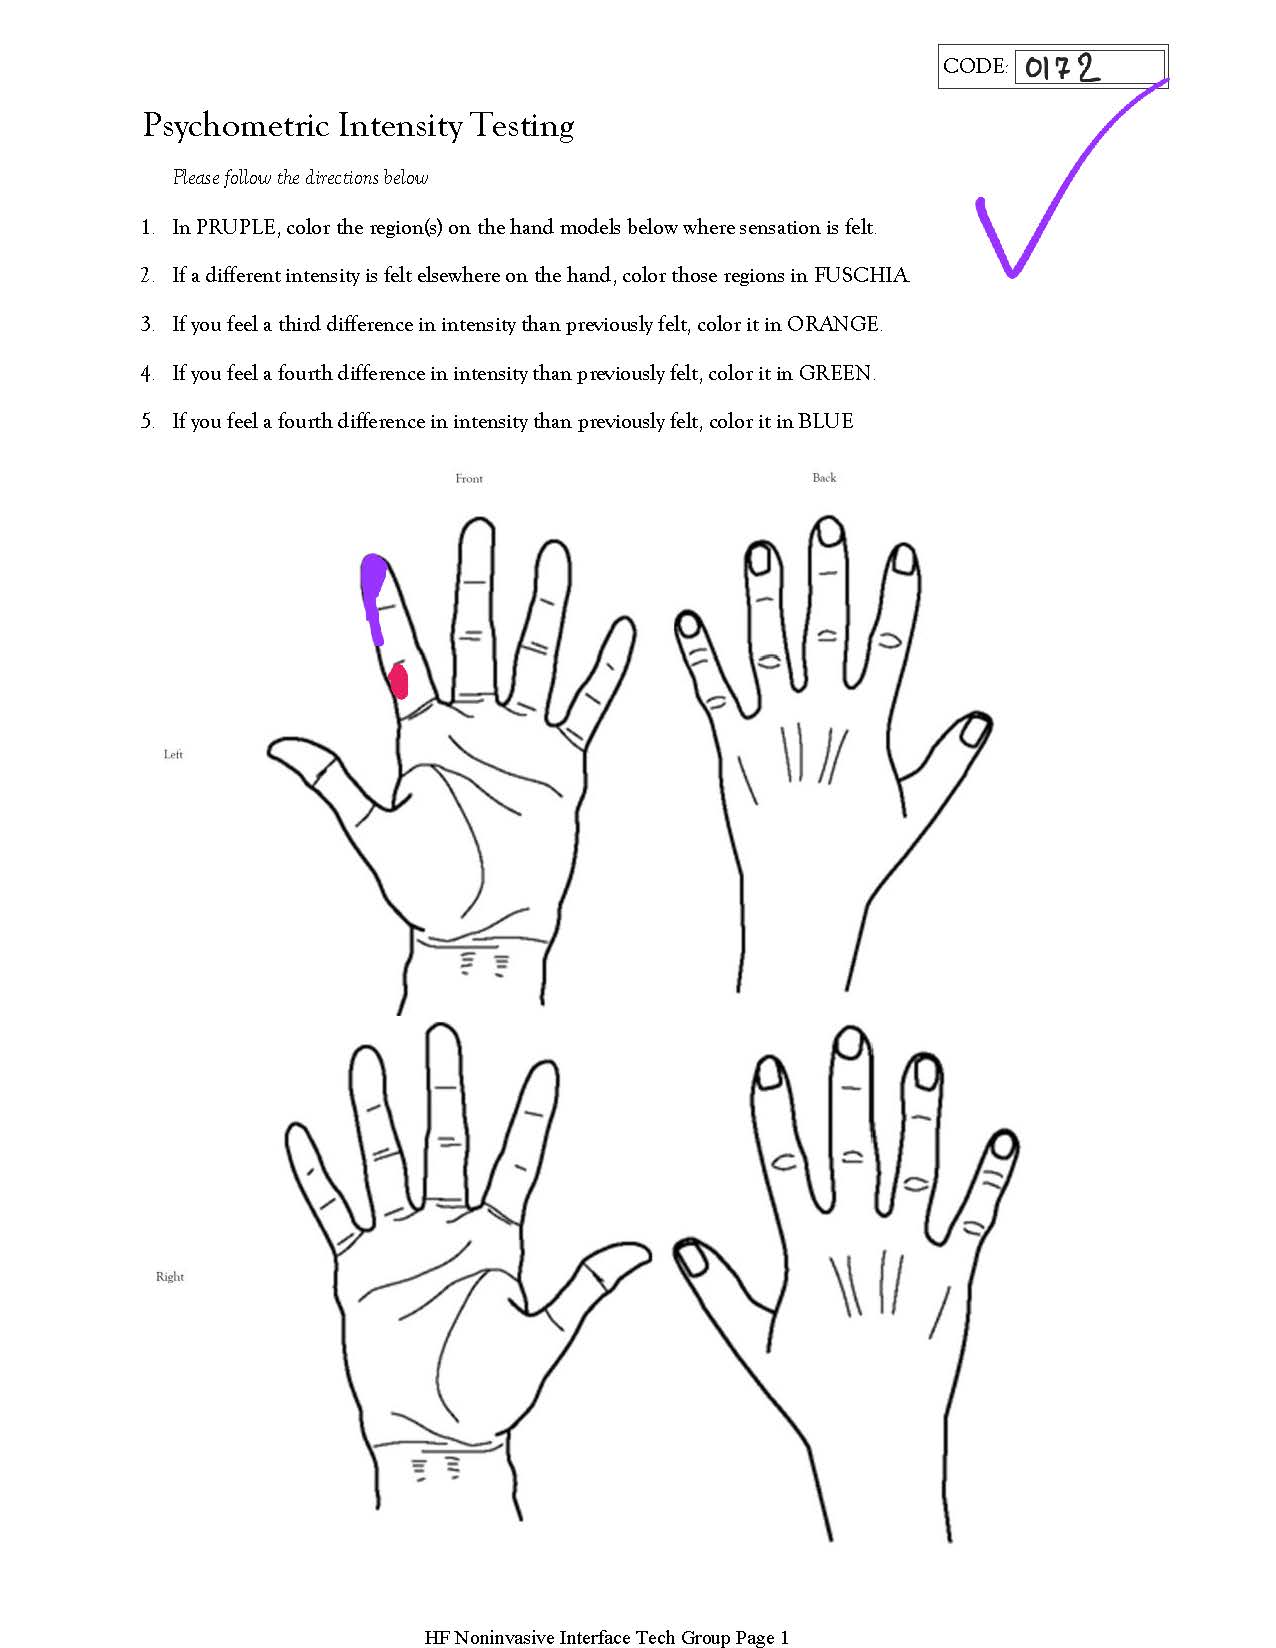 CODE: 0172
Psychometric Intensity Testing
Please follow the directions below
1. In PRUPLE, color the region(s) on the hand models below where sensation is felt.
2. If a different intensity is felt elsewhere on the hand, color those regions in FUSCHIA.
3. If you feel a third difference in intensity than previously felt, color it in ORANGE.
4. If you feel a fourth difference in intensity than previously felt, color it in GREEN.
5. If you feel a fourth difference in intensity than previously felt, color it in BLUE
Front
Back
Left
Right
HF Noninvasive Interface Tech Group Page 1